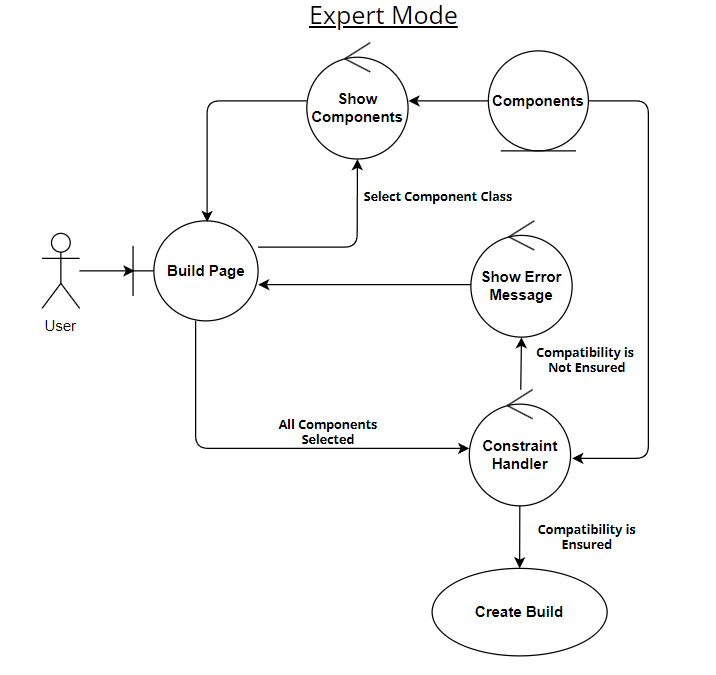 Expert Mode
Show
Components
Components
Select Component Class
Build Page
Show Error
Message
User
Compatibility is
Not Ensured
All Components
Selected
Constraint
Handler
Compatibility is
Ensured
Create Build